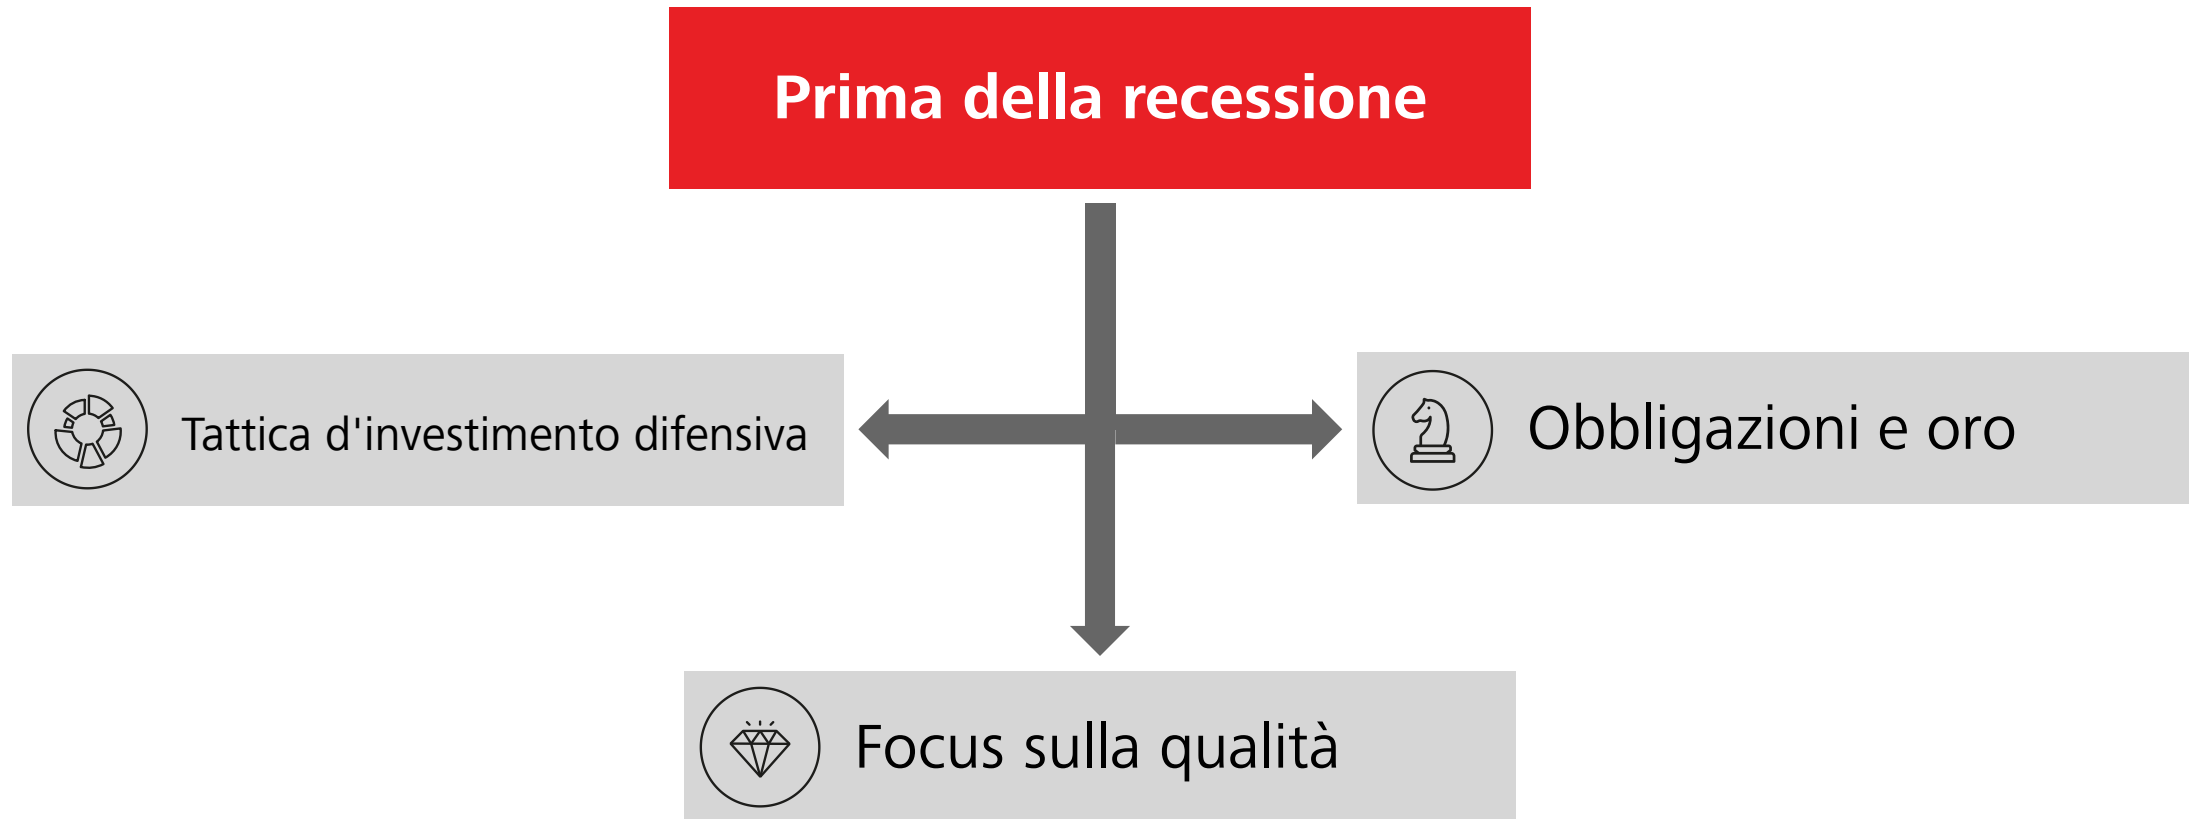 Prima della recessione
Tattica d'investimento difensiva
Obbligazioni e oro
Focus sulla qualità